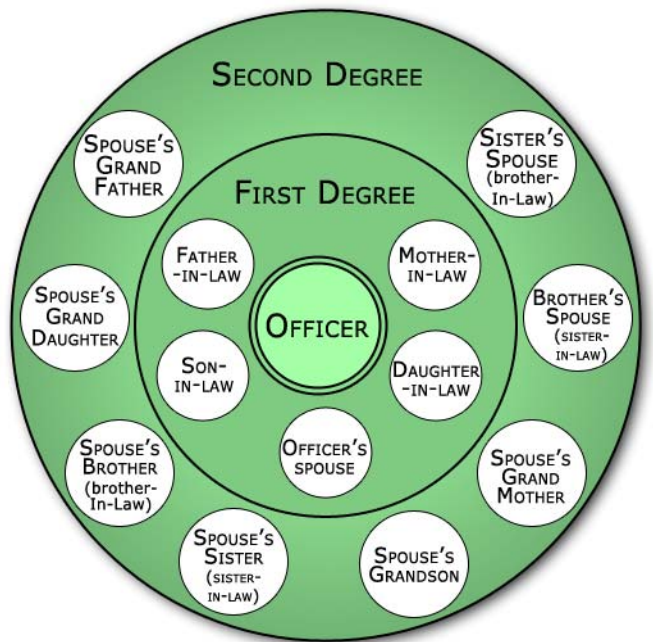 Second Degree
Spouse's
Grand
Father
Sister's
Spouse
(brother-
In-Law)
First Degree
Father
-in-law
Mother-
in-law
Spouse's
Grand
Daughter
Officer
Brother's
Spouse
(sister-
in-law)
Son-
in-law
Daughter
-in-law
Spouse's
Brother
(brother-
In-Law)
Officer's
spouse
Spouse's
Grand
Mother
Spouse's
Sister
(sister-
in-law)
Spouse's
Grandson